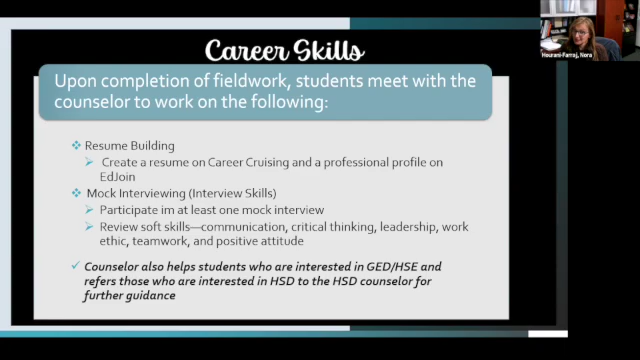 Career Skills
Upon completion of fieldwork, students meet with the
counselor to work on the following:
Resume Building
Create a resume on Career Cruising and a professional profile on
EdJoin
Mock Interviewing (Interview Skills)
Participate im at least one mock interview
Review soft skills—communication, critical thinking, leadership, work
ethic, teamwork, and positive attitude
Counselor also helps students who are interested in GED/HSE and
refers those who are interested in HSD to the HSD counselor for
further guidance
Hourani-Farraj, Nora